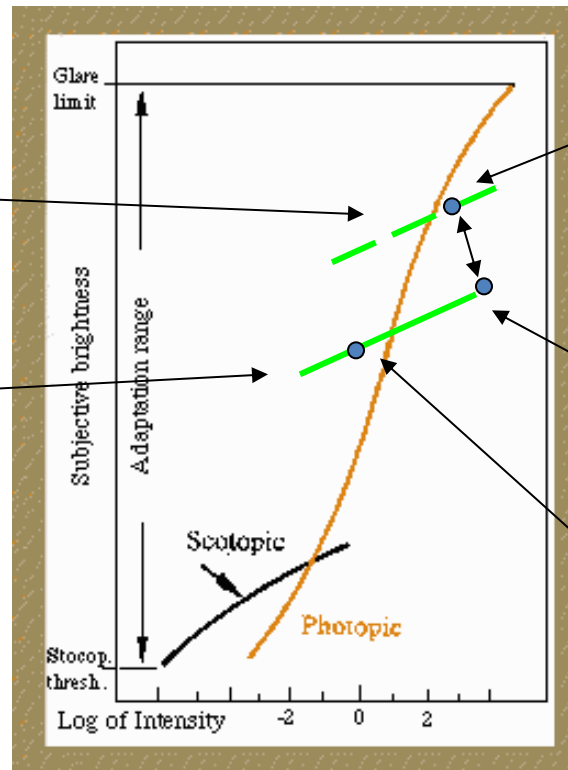 Glare
limit
Subjective brightness
Adaptation range
Scotopic
Photopic
Stocop.
thresh.
Log of Intensity -2 0 2